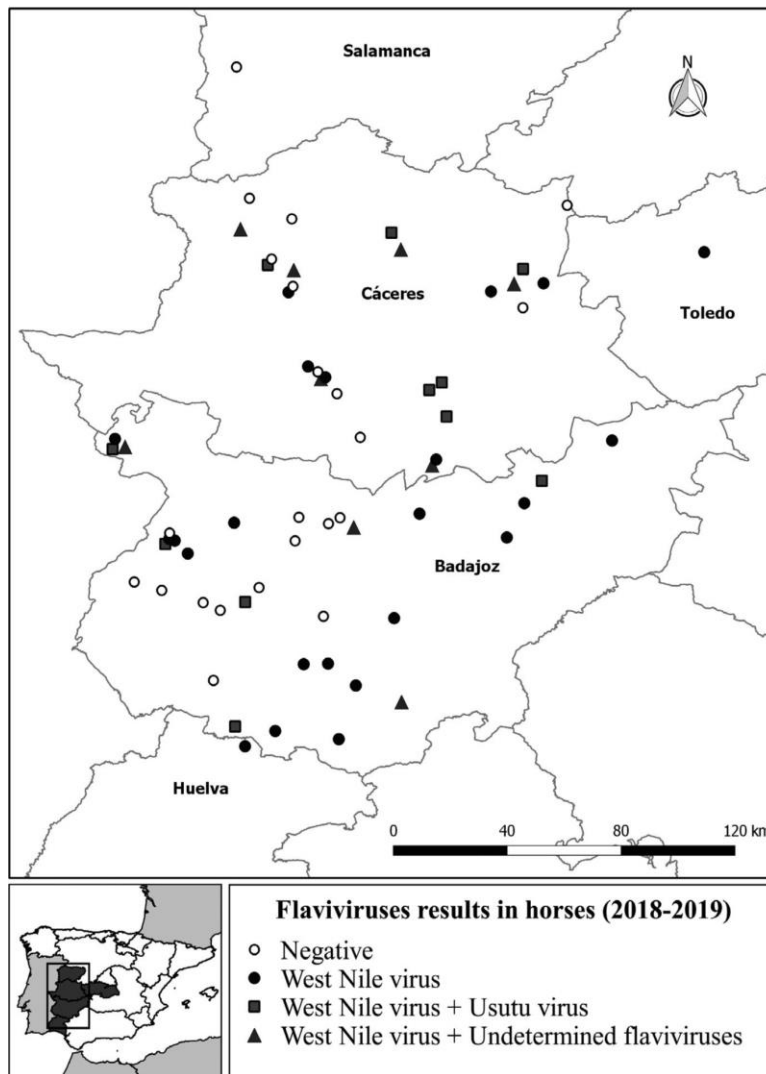 Salamanca
N
Cáceres
Toledo
Badajoz
Huelva
0 40 80 120 km
Flaviviruses results in horses (2018-2019)
Negative
West Nile virus
West Nile virus + Usutu virus
West Nile virus + Undetermined flaviviruses